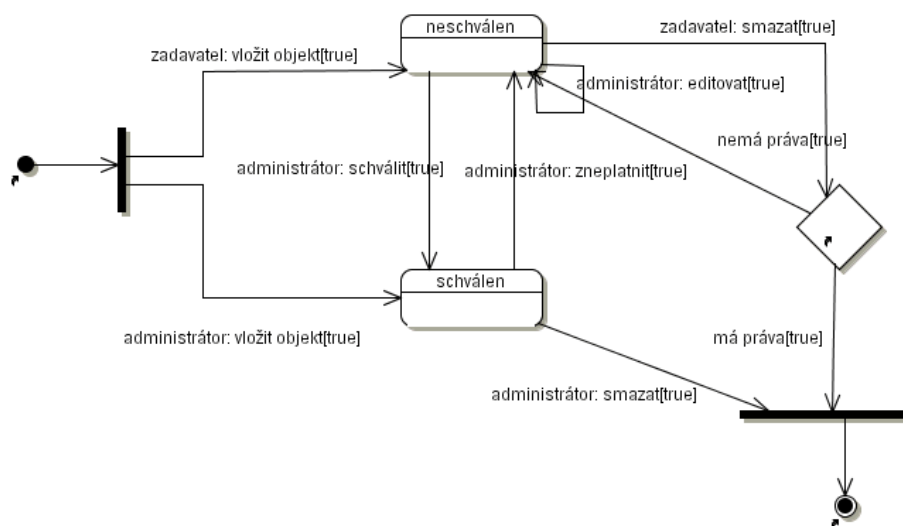 neschválen
zadavatel: smazat[true]
zadavatel: vložit objekt[true]
administrátor: editovat[true]
nemá práva[true]
administrátor: schválit[true]
administrátor: zneplatnit[true]
schválen
administrátor: vložit objekt[true]
má práva[true]
administrátor: smazat[true]